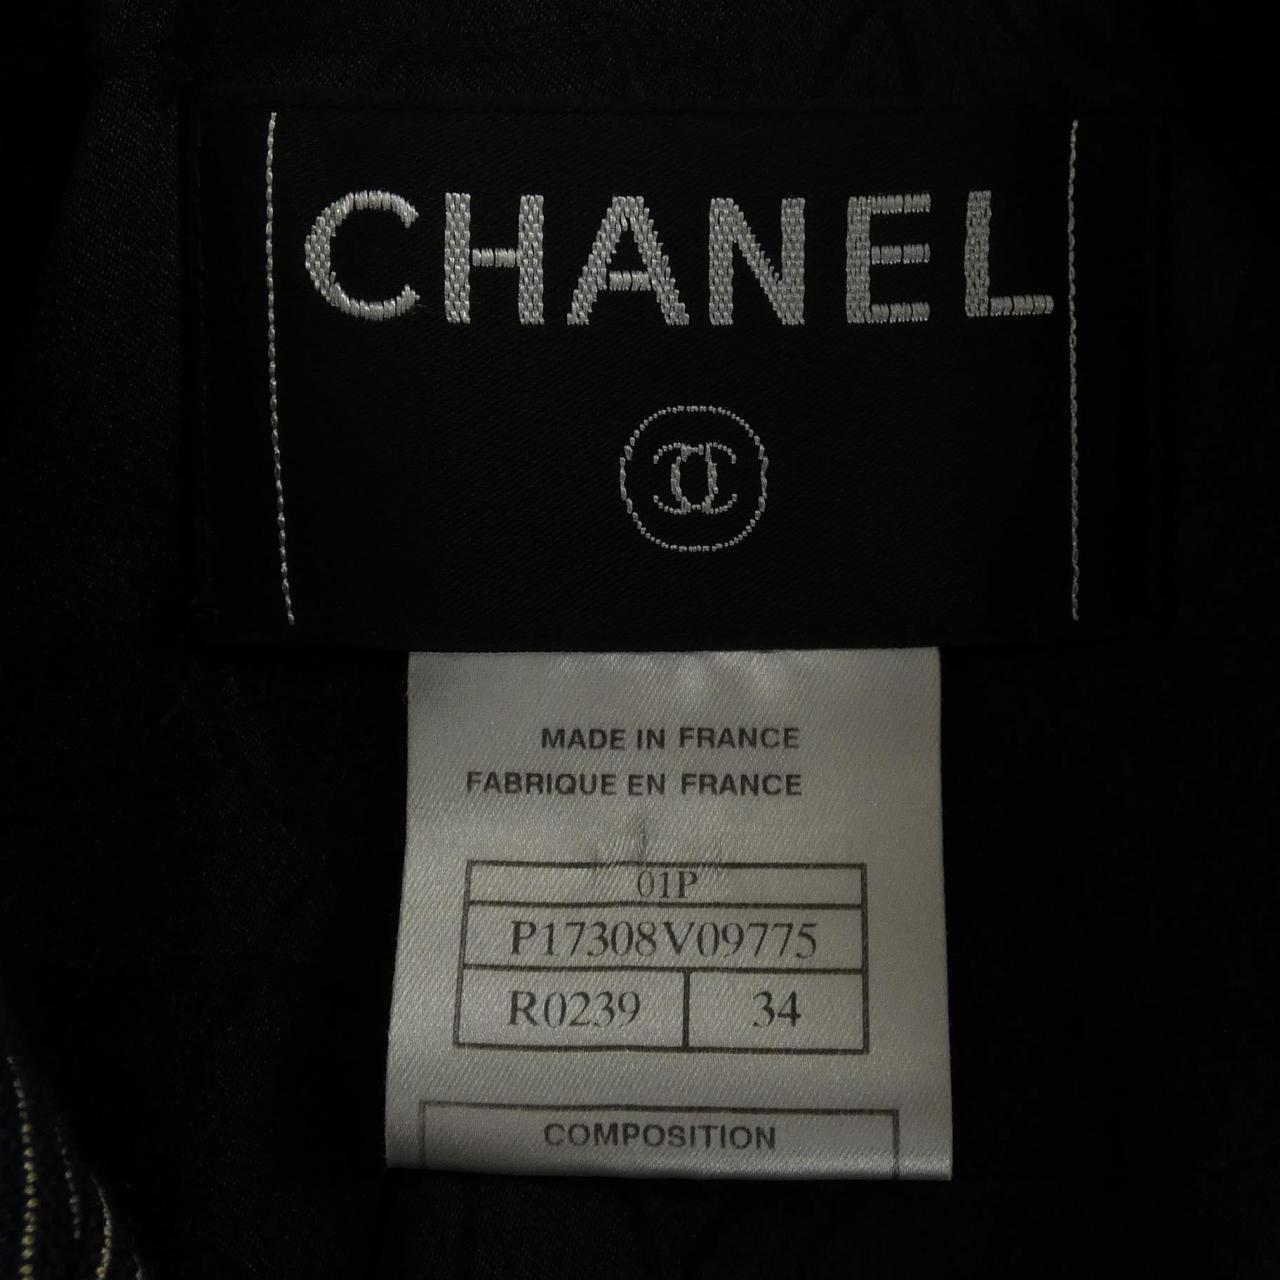 CHANEL
MADE IN FRANCE
FABRIQUE EN FRANCE
01P
P17308V09775
R0239 34
COMPOSITION